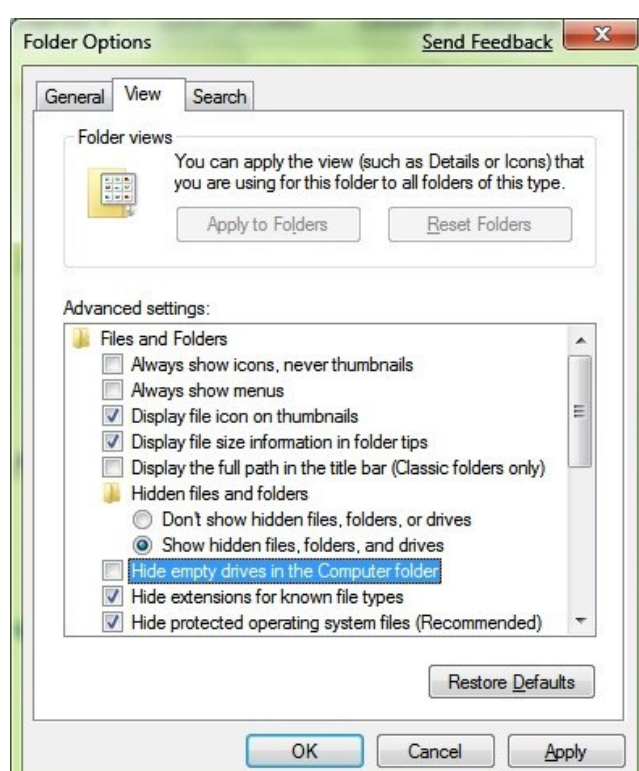 Folder Options
Send Feedback
General
View
Search
Folder views
You can apply the view (such as Details or Icons) that
you are using for this folder to all folders of this type.
Apply to Folders
Reset Folders
Advanced settings:
Files and Folders
Always show icons, never thumbnails
Always show menus
Display file icon on thumbnails
Display file size information in folder tips
Display the full path in the title bar (Classic folders only)
Hidden files and folders
Don't show hidden files, folders, or drives
Show hidden files, folders, and drives
Hide empty drives in the Computer folder
Hide extensions for known file types
Hide protected operating system files (Recommended)
Restore Defaults
OK
Cancel
Apply